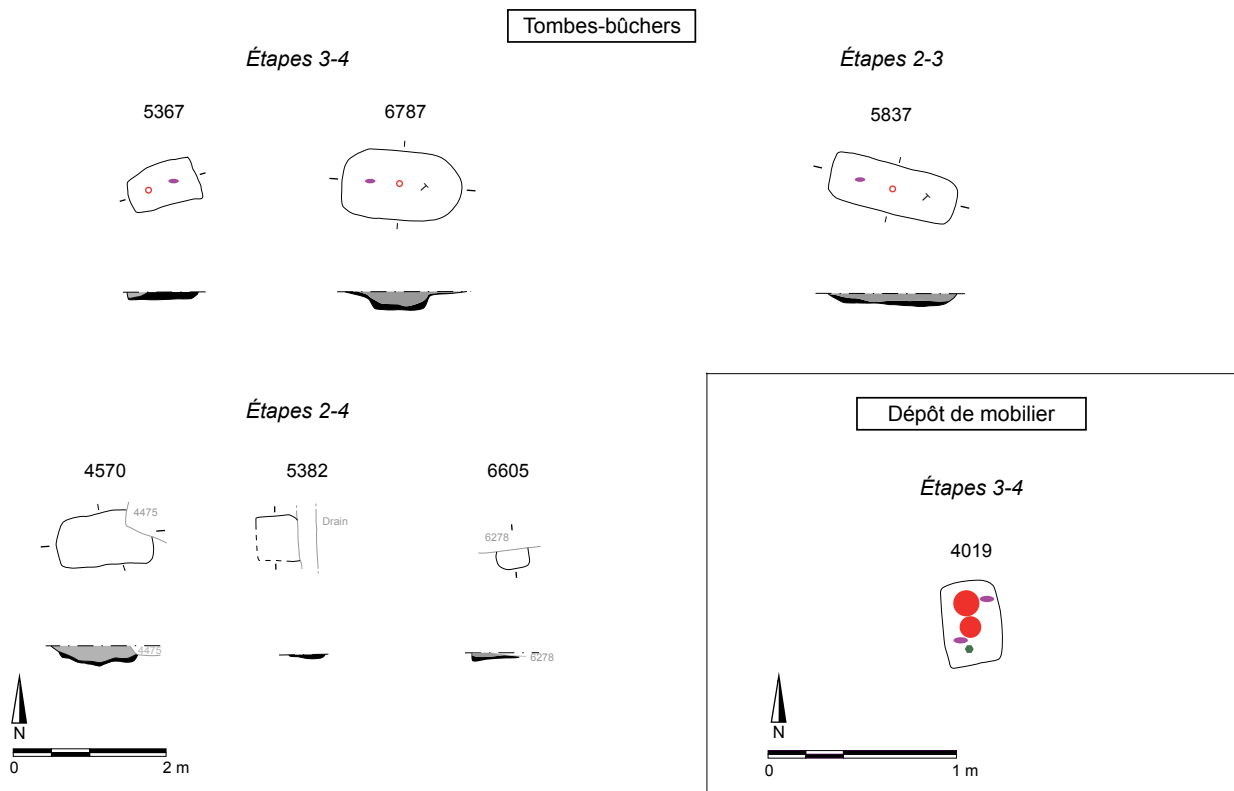 Tombes-bûchers
Étapes 3-4
5367
6787
T
Étapes 2-3
5837
T
Étapes 2-4
4570
4475
4475
5382
Drain
6605
6278
6278
N
0
2 m
Dépôt de mobilier
Étapes 3-4
4019
N
0
1 m